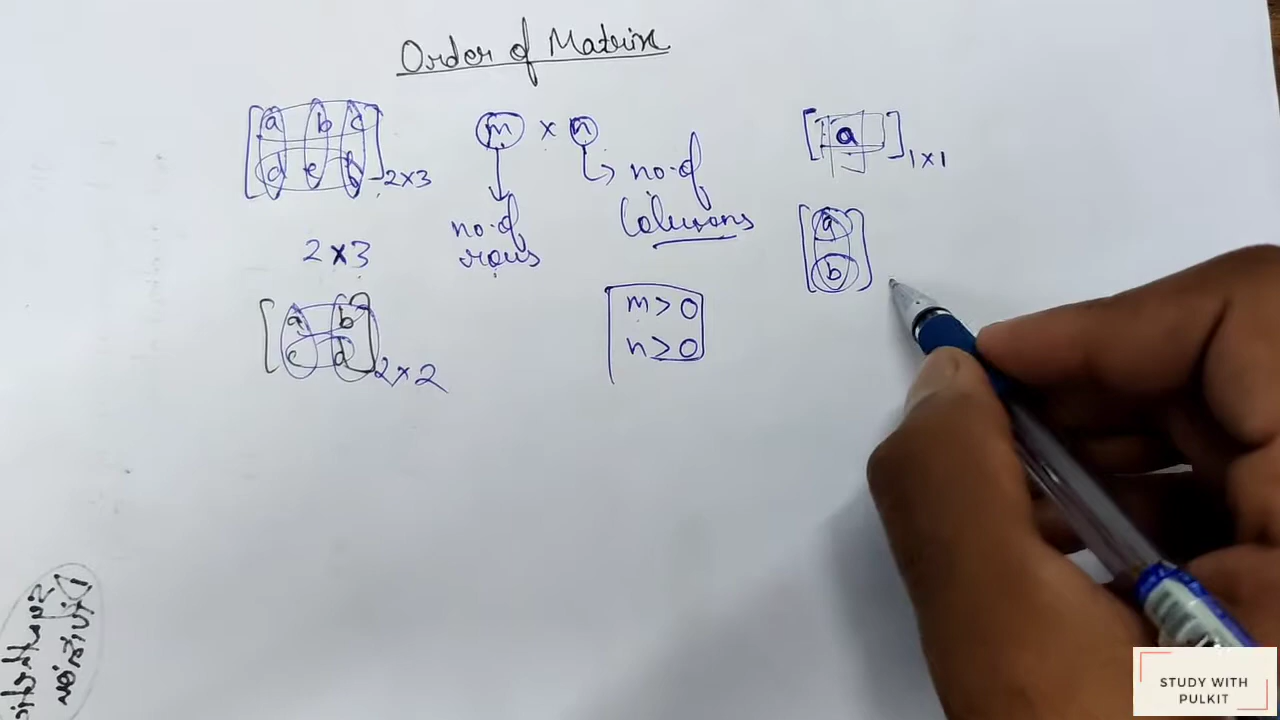 Order of Matrix
a b c
d e f
2×3
m × n
no. of rows
no. of Columns
2 × 3
a b
c d
2 × 2
m > 0
n > 0
a
1×1
a
b
STUDY WITH
PULKIT